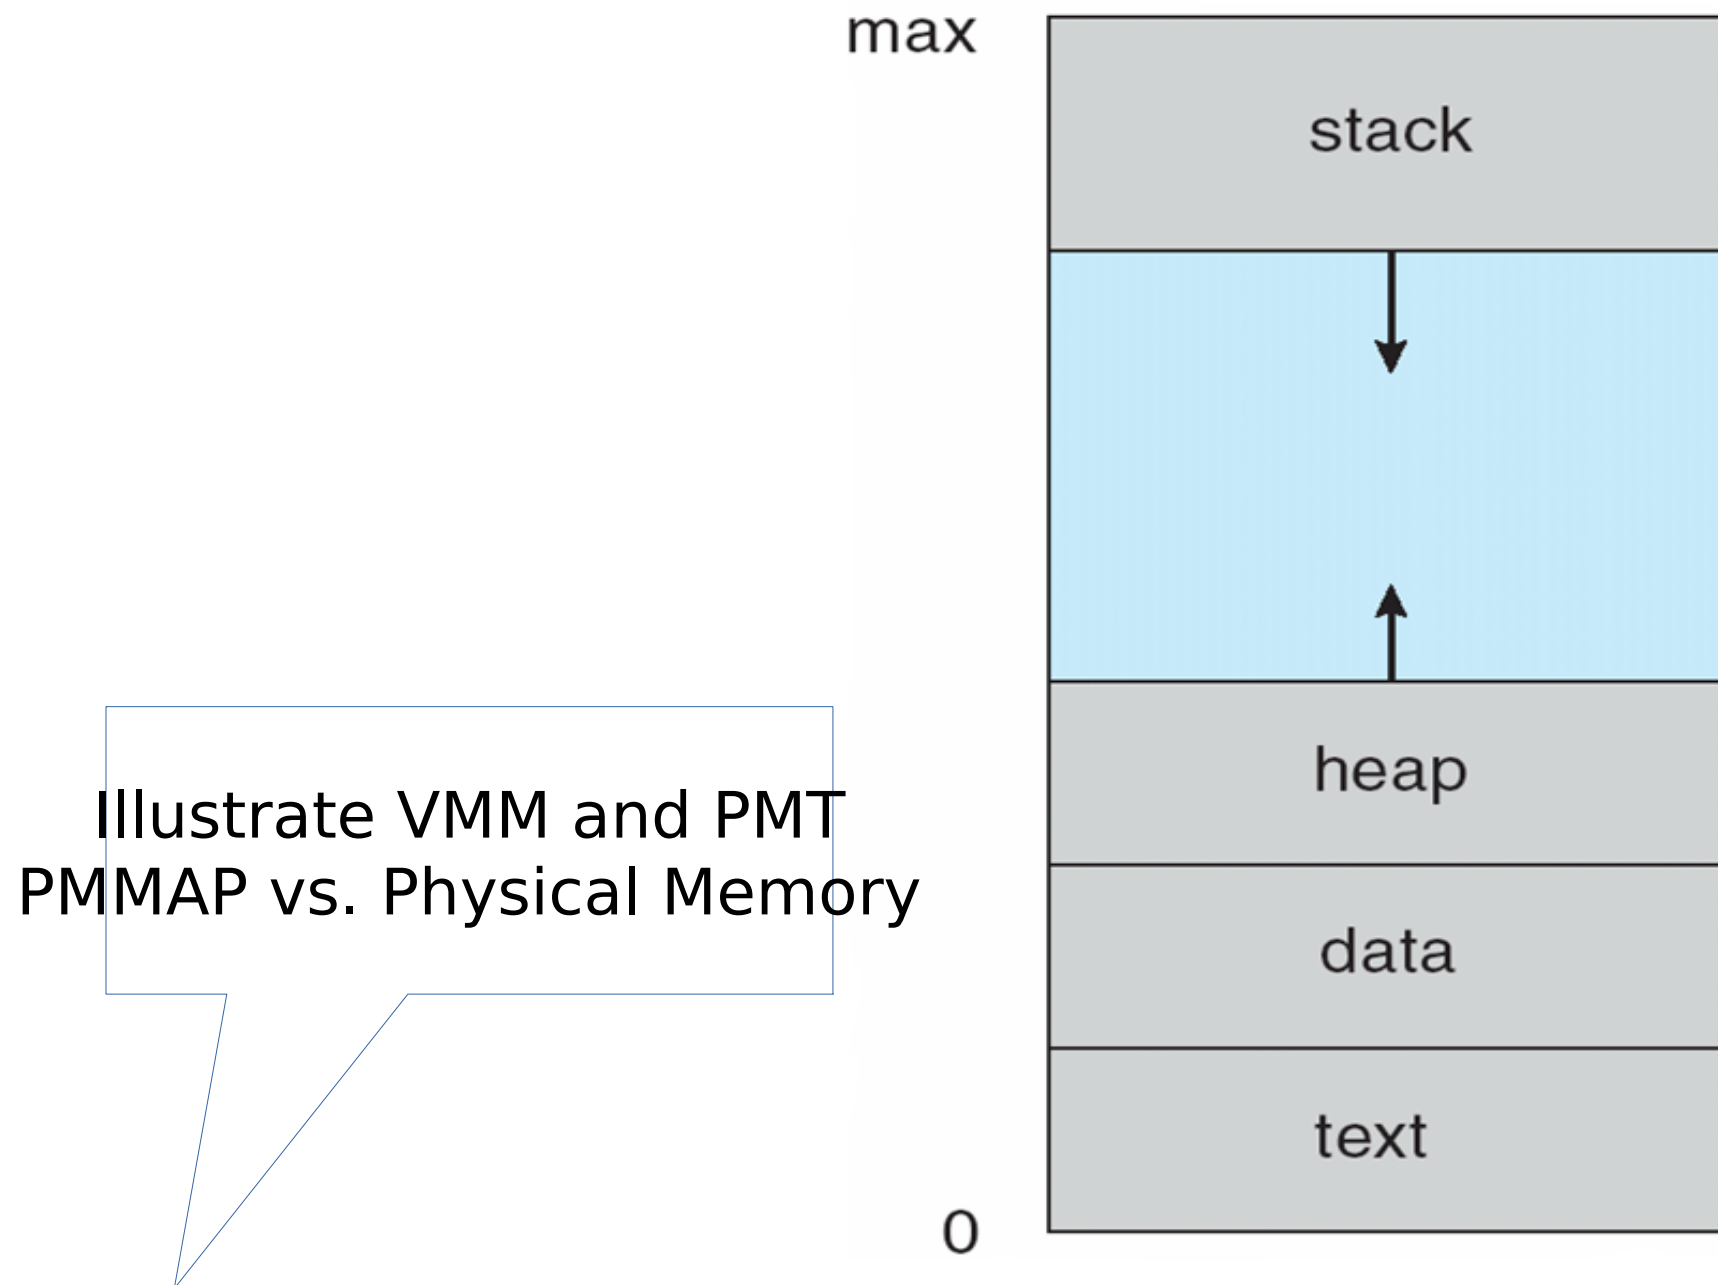 max
stack
heap
Illustrate VMM and PMT
PMMAP vs. Physical Memory
data
text
0